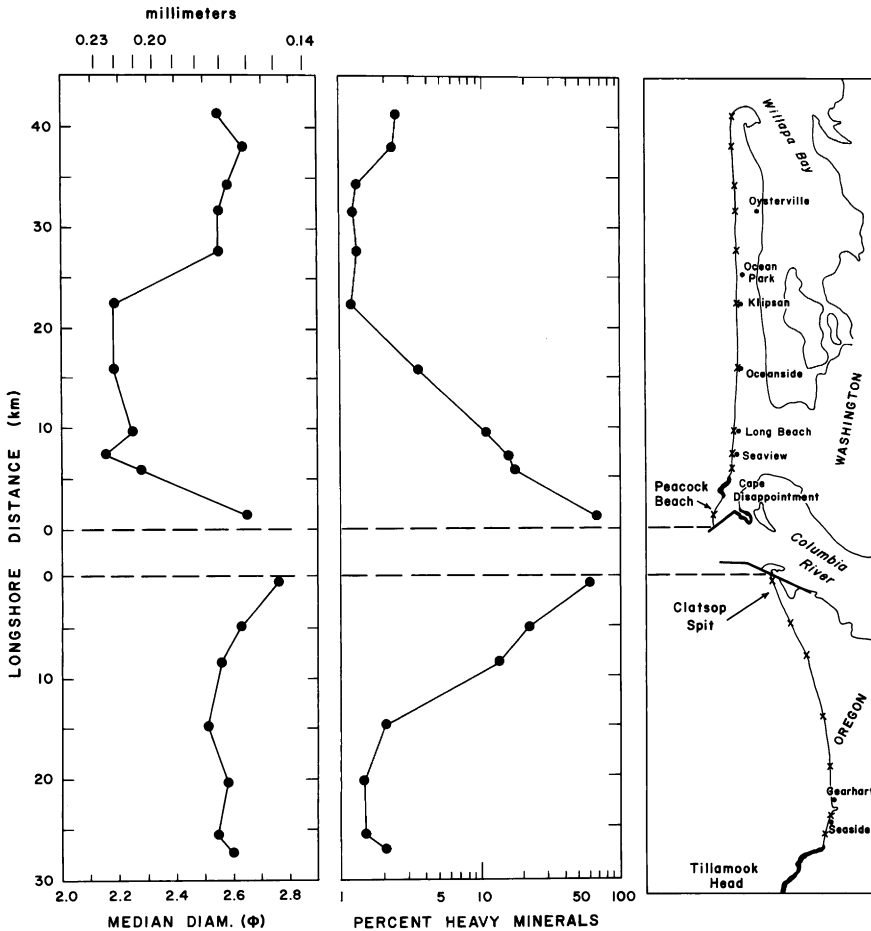 millimeters
0.23 0.20 0.14
40
30
20
10
0
0
10
20
30
LONGSHORE DISTANCE (km)
2.0 2.2 2.4 2.6 2.8
MEDIAN DIAM. (Φ)
1 5 10 50 100
PERCENT HEAVY MINERALS
Willapa Bay
Oysterville
Ocean
Park
Klipsan
Oceanside
WASHINGTON
Long Beach
Seaview
Peacock
Beach
Cape
Disappointment
Columbia
River
Clatsop
Spit
OREGON
Gearhart
Seaside
Tillamook
Head